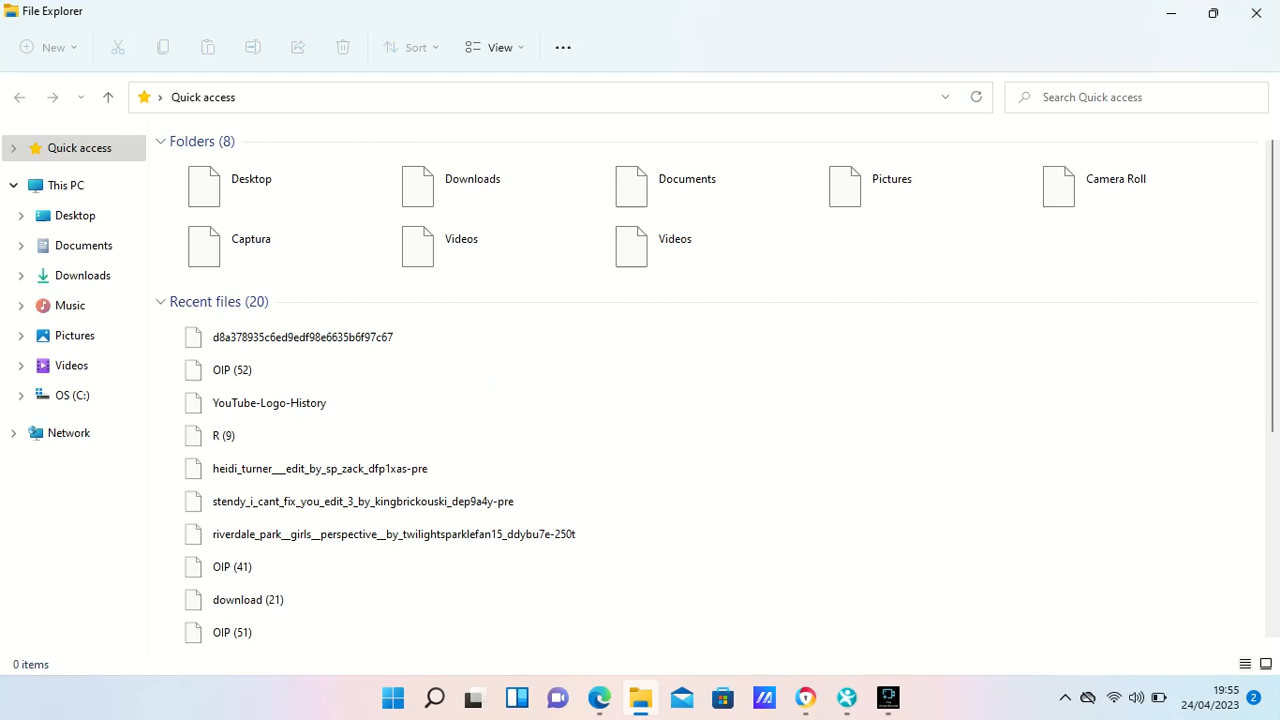 File Explorer
New Sort View
Quick access Search Quick access
Quick access
This PC
Desktop
Documents
Downloads
Music
Pictures
Videos
OS (C:)
Network
Folders (8)
Desktop Downloads Documents Pictures Camera Roll
Captura Videos Videos
Recent files (20)
d8a378935c6ed9edf98e6635b6f97c67
OIP (52)
YouTube-Logo-History
R (9)
heidi_turner__edit_by_sp_zack_dfp1xas-pre
stendy_i_cant_fix_you_edit_3_by_kingbrickouski_dep9a4y-pre
riverdale_park__girls__perspective__by_twilightsparklefan15_ddybu7e-250t
OIP (41)
download (21)
OIP (51)
0 items
19:55
24/04/2023
2